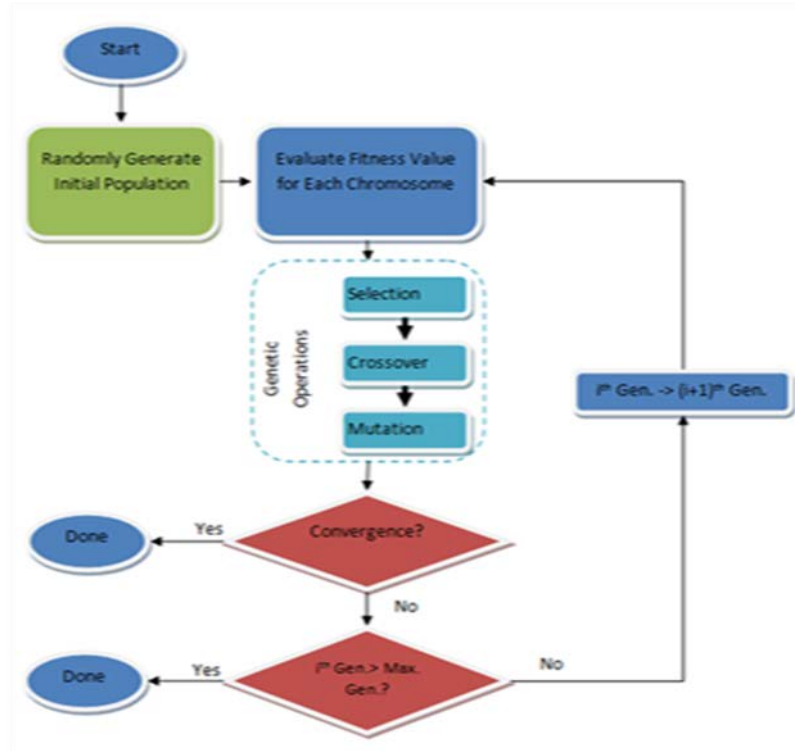 Start
Randomly Generate
Initial Population
Evaluate Fitness Value
for Each Chromosome
Genetic
Operations
Selection
Crossover
Mutation
iᵗʰ Gen. -> (i+1)ᵗʰ Gen.
Convergence?
Yes
Done
No
iᵗʰ Gen.> Max.
Gen.?
Yes
Done
No